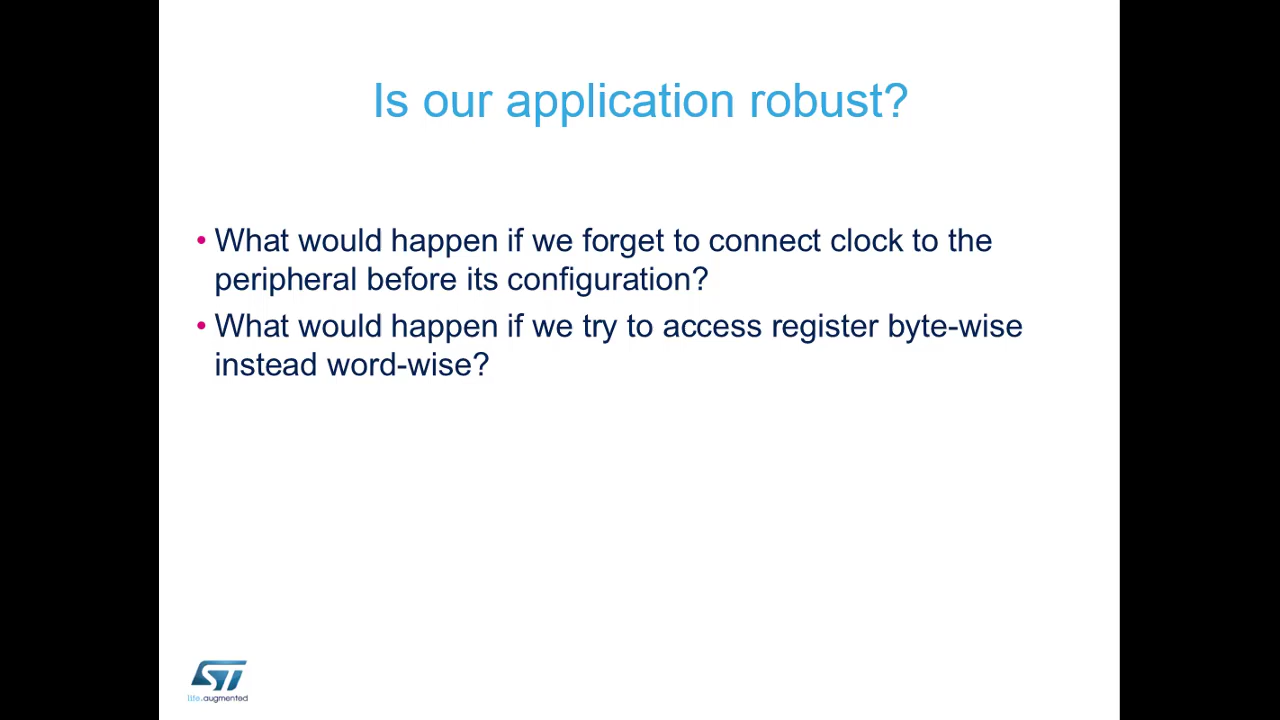 Is our application robust?
• What would happen if we forget to connect clock to the
peripheral before its configuration?
• What would happen if we try to access register byte-wise
instead word-wise?
ST
life.augmented